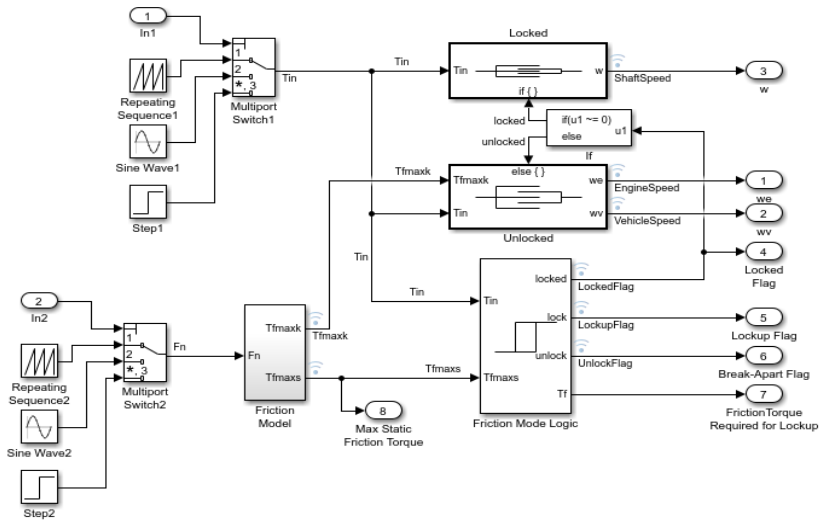 1
In1
1
2
*, 3
Multiport
Switch1
Repeating
Sequence1
Sine Wave1
Step1
Tin
Tin
Locked
Tin
w
if { }
ShaftSpeed
3
w
locked
unlocked
if(u1 ~= 0)
else
u1
If
Tfmaxk
else { }
Tfmaxk
Tin
we
wv
EngineSpeed
VehicleSpeed
Unlocked
1
we
2
wv
Tin
Tin
4
Locked
Flag
Tin
Tfmaxs
locked
lock
unlock
Tf
LockedFlag
LockupFlag
UnlockFlag
Friction Mode Logic
5
Lockup Flag
6
Break-Apart Flag
7
FrictionTorque
Required for Lockup
2
In2
1
2
*, 3
Multiport
Switch2
Repeating
Sequence2
Sine Wave2
Step2
Fn
Fn
Tfmaxk
Tfmaxs
Friction
Model
Tfmaxk
Tfmaxs
8
Max Static
Friction Torque